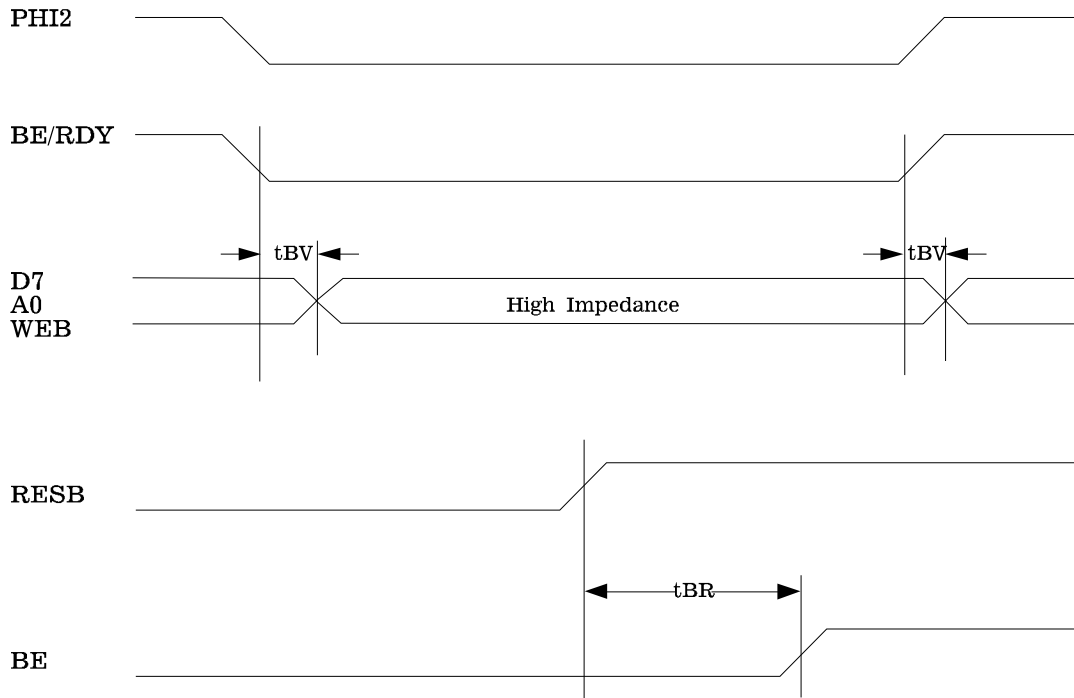 PHI2
BE/RDY
tBV
tBV
D7
A0
WEB
High Impedance
RESB
tBR
BE